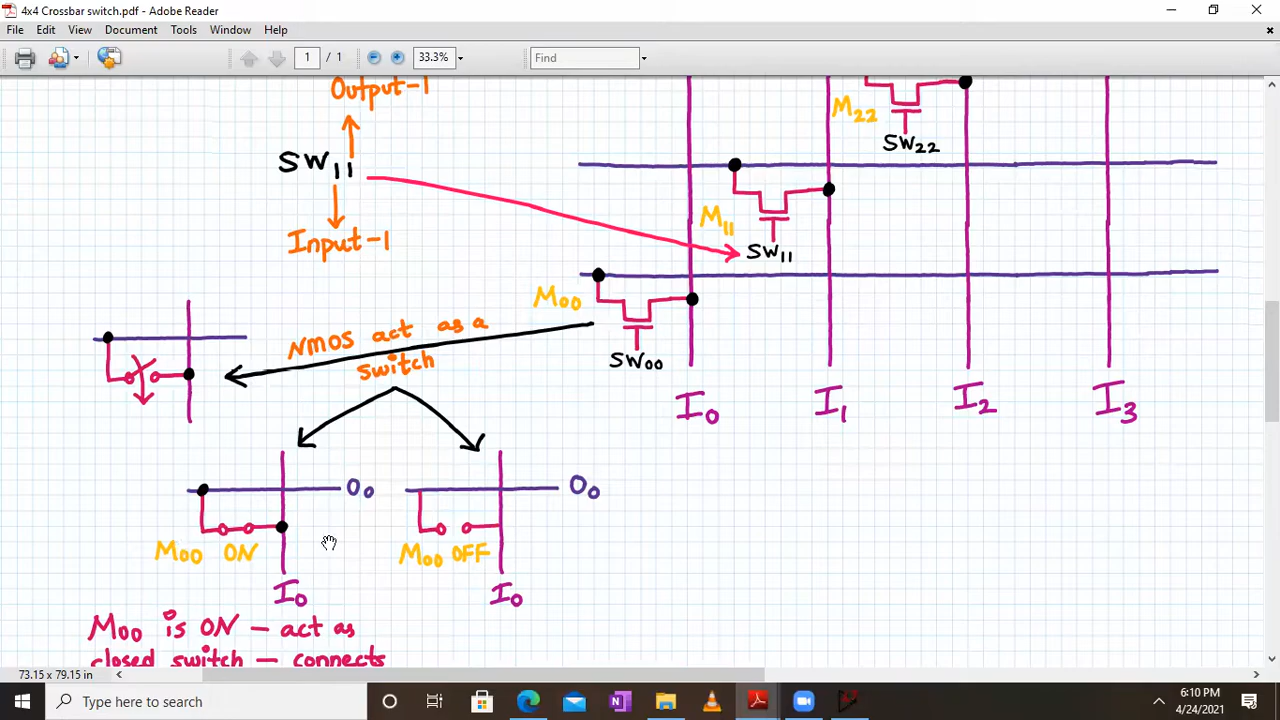 4x4 Crossbar switch.pdf - Adobe Reader
File Edit View Document Tools Window Help
1 / 1 33.3% Find
Output-1
M22
SW22
SW11
M11
SW11
Input-1
M00
SW00
NMOS act as a
switch
I0 I1 I2 I3
O0 O0
M00 ON M00 OFF
I0 I0
M00 is ON - act as
closed switch - connects
73.15 x 79.15 in
Type here to search
6:10 PM
4/24/2021